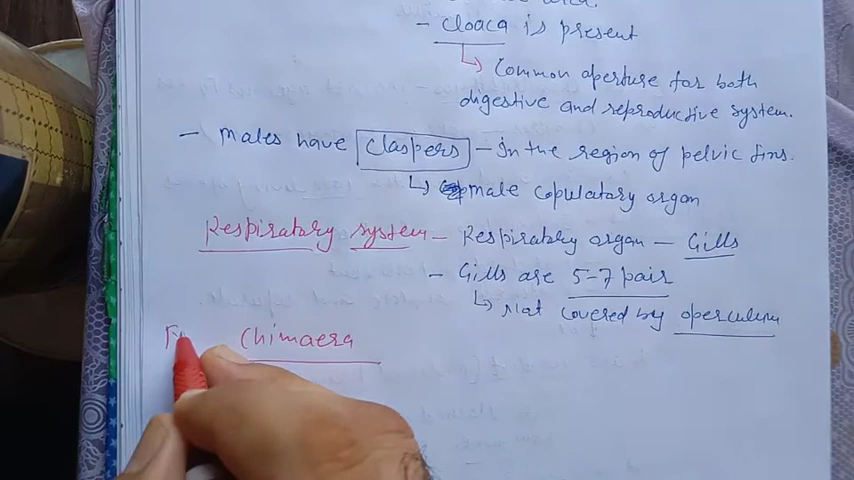 - Cloaca is present
Common aperture for both
digestive and reproductive system.
- Males have Claspers - in the region of pelvic fins.
male copulatory organ
Respiratory system - Respiratory organ - Gills
- Gills are 5-7 pair
Not covered by operculum
Chimaera